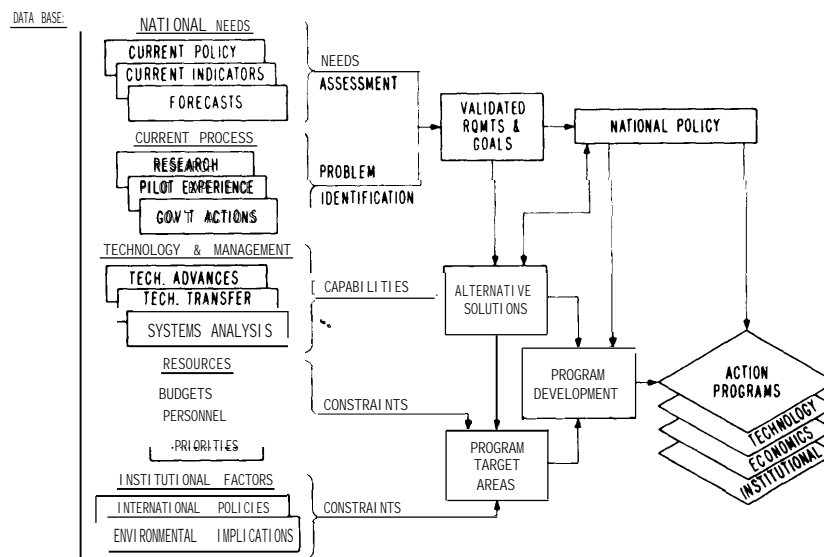 DATA BASE:
NATIONAL NEEDS
CURRENT POLICY
CURRENT INDICATORS
FORECASTS
NEEDS
ASSESSMENT
CURRENT PROCESS
RESEARCH
PILOT EXPERIENCE
GOV'T ACTIONS
PROBLEM
IDENTIFICATION
TECHNOLOGY & MANAGEMENT
TECH. ADVANCES
TECH. TRANSFER
SYSTEMS ANALYSIS
CAPABILITIES
RESOURCES
BUDGETS
PERSONNEL
PRIORITIES
CONSTRAINTS
INSTITUTIONAL FACTORS
INTERNATIONAL POLICIES
ENVIRONMENTAL IMPLICATIONS
CONSTRAINTS
VALIDATED
RQMTS &
GOALS
NATIONAL POLICY
ALTERNATIVE
SOLUTIONS
PROGRAM
DEVELOPMENT
PROGRAM
TARGET
AREAS
ACTION
PROGRAMS
TECHNOLOGY
ECONOMICS
INSTITUTIONAL